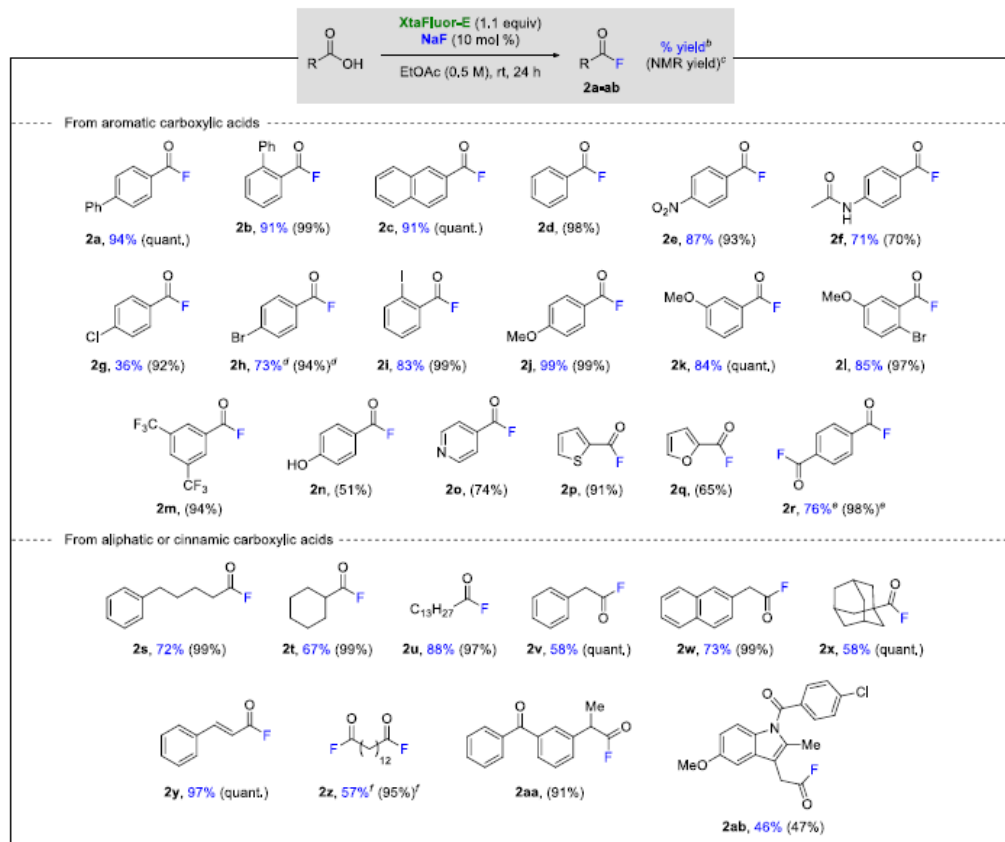 XtaFluor-E (1.1 equiv)
NaF (10 mol %)
EtOAc (0.5 M), rt, 24 h
R O OH
R O F
2a-ab
% yieldᵇ
(NMR yield)ᶜ
From aromatic carboxylic acids
Ph O F
Ph O F
O F
O F
O₂N O F
O N H O F
2a, 94% (quant.)
2b, 91% (99%)
2c, 91% (quant.)
2d, (98%)
2e, 87% (93%)
2f, 71% (70%)
Cl O F
Br O F
I O F
MeO O F
MeO O F
MeO O F Br
2g, 36% (92%)
2h, 73%ᵈ (94%)ᵈ
2i, 83% (99%)
2j, 99% (99%)
2k, 84% (quant.)
2l, 85% (97%)
F₃C O F CF₃
HO O F
N O F
S O F
O O F
F O O F
2m, (94%)
2n, (51%)
2o, (74%)
2p, (91%)
2q, (65%)
2r, 76%ᵉ (98%)ᵉ
From aliphatic or cinnamic carboxylic acids
O F
O F
C₁₃H₂₇ O F
O F
O F
O F
2s, 72% (99%)
2t, 67% (99%)
2u, 88% (97%)
2v, 58% (quant.)
2w, 73% (99%)
2x, 58% (quant.)
O F
F O 12 O F
O Me O F
MeO N O Cl Me F O
2y, 97% (quant.)
2z, 57%ᶠ (95%)ᶠ
2aa, (91%)
2ab, 46% (47%)